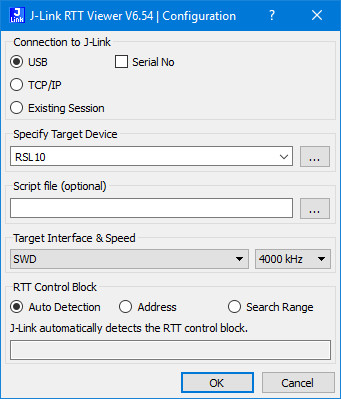 J-Link RTT Viewer V6.54 | Configuration ?
Connection to J-Link
USB Serial No
TCP/IP
Existing Session
Specify Target Device
RSL10 ...
Script file (optional)
...
Target Interface & Speed
SWD 4000 kHz
RTT Control Block
Auto Detection Address Search Range
J-Link automatically detects the RTT control block.
OK Cancel